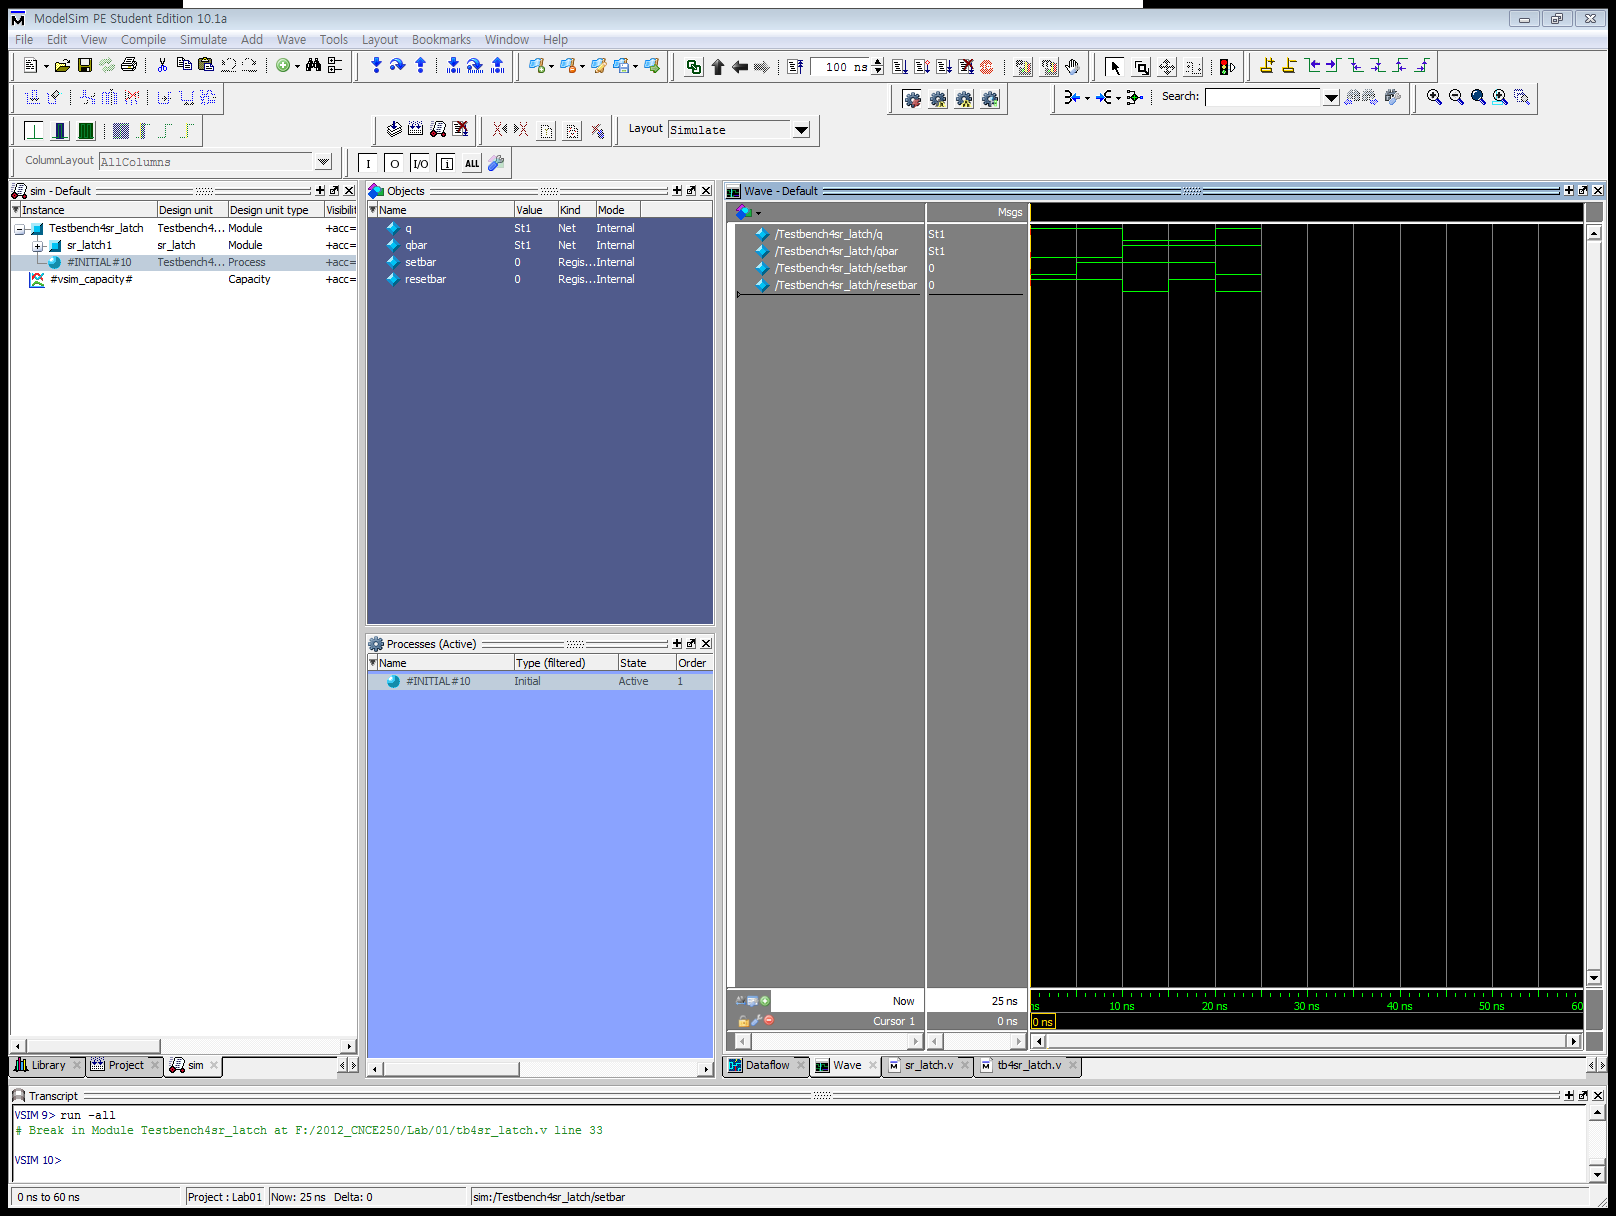 ModelSim PE Student Edition 10.1a
File Edit View Compile Simulate Add Wave Tools Layout Bookmarks Window Help
100 ns
Search:
Layout Simulate
ColumnLayout AllColumns
I O I/O i ALL
sim - Default
Instance Design unit Design unit type Visibilit
Testbench4sr_latch Testbench4... Module +acc=
sr_latch1 sr_latch Module +acc=
#INITIAL#10 Testbench4... Process +acc=
#vsim_capacity# Capacity +acc=
Objects
Name Value Kind Mode
q St1 Net Internal
qbar St1 Net Internal
setbar 0 Regis... Internal
resetbar 0 Regis... Internal
Processes (Active)
Name Type (filtered) State Order
#INITIAL#10 Initial Active 1
Wave - Default
Msgs
/Testbench4sr_latch/q St1
/Testbench4sr_latch/qbar St1
/Testbench4sr_latch/setbar 0
/Testbench4sr_latch/resetbar 0
Now 25 ns
Cursor 1 0 ns
ns 10 ns 20 ns 30 ns 40 ns 50 ns 60
0 ns
Library Project sim
Dataflow Wave sr_latch.v tb4sr_latch.v
Transcript
VSIM 9> run -all
# Break in Module Testbench4sr_latch at F:/2012_CNCE250/Lab/01/tb4sr_latch.v line 33
VSIM 10>
0 ns to 60 ns Project : Lab01 Now: 25 ns Delta: 0 sim:/Testbench4sr_latch/setbar